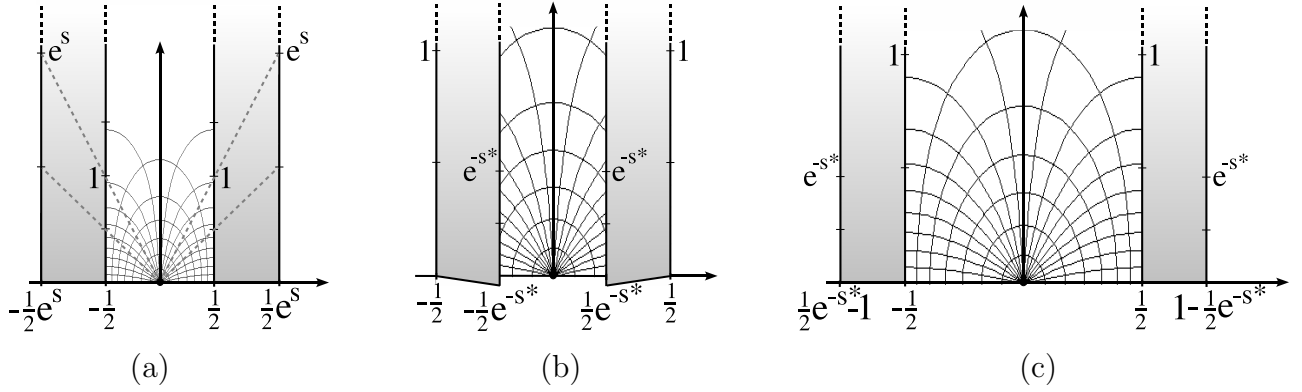 e^s e^s
1 1
-½e^s -½ ½ ½e^s
(a)
1 1
e^-s* e^-s*
-½ -½e^-s* ½e^-s* ½
(b)
1 1
e^-s* e^-s*
½e^-s*-1 -½ ½ 1-½e^-s*
(c)